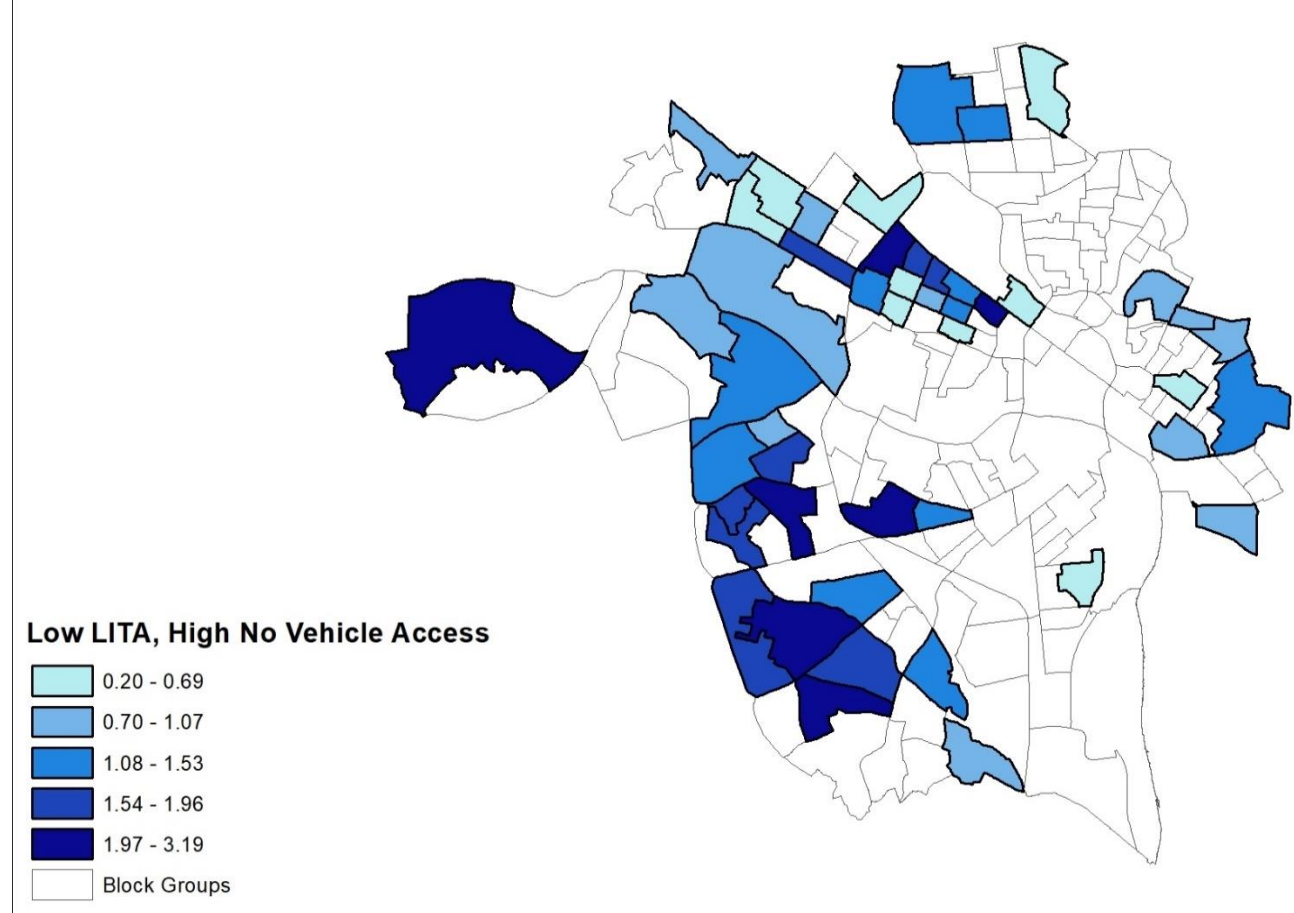 Low LITA, High No Vehicle Access
0.20 - 0.69
0.70 - 1.07
1.08 - 1.53
1.54 - 1.96
1.97 - 3.19
Block Groups